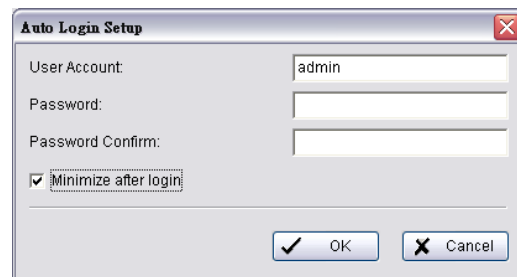 Auto Login Setup
User Account: admin
Password:
Password Confirm:
Minimize after login
OK Cancel